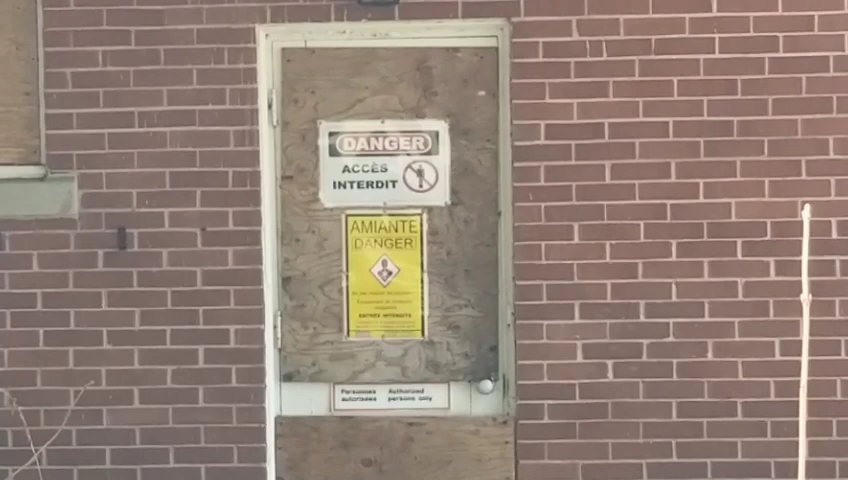 DANGER
ACCÈS
INTERDIT
AMIANTE
DANGER
ENTRÉE INTERDITE
Personnes Authorized
autorisées persons only